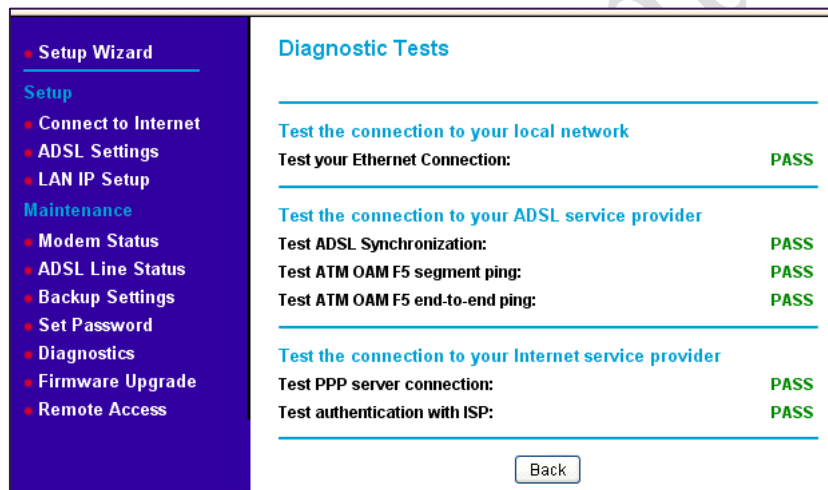 Setup Wizard
Setup
Connect to Internet
ADSL Settings
LAN IP Setup
Maintenance
Modem Status
ADSL Line Status
Backup Settings
Set Password
Diagnostics
Firmware Upgrade
Remote Access
Diagnostic Tests
Test the connection to your local network
Test your Ethernet Connection: PASS
Test the connection to your ADSL service provider
Test ADSL Synchronization: PASS
Test ATM OAM F5 segment ping: PASS
Test ATM OAM F5 end-to-end ping: PASS
Test the connection to your Internet service provider
Test PPP server connection: PASS
Test authentication with ISP: PASS
Back